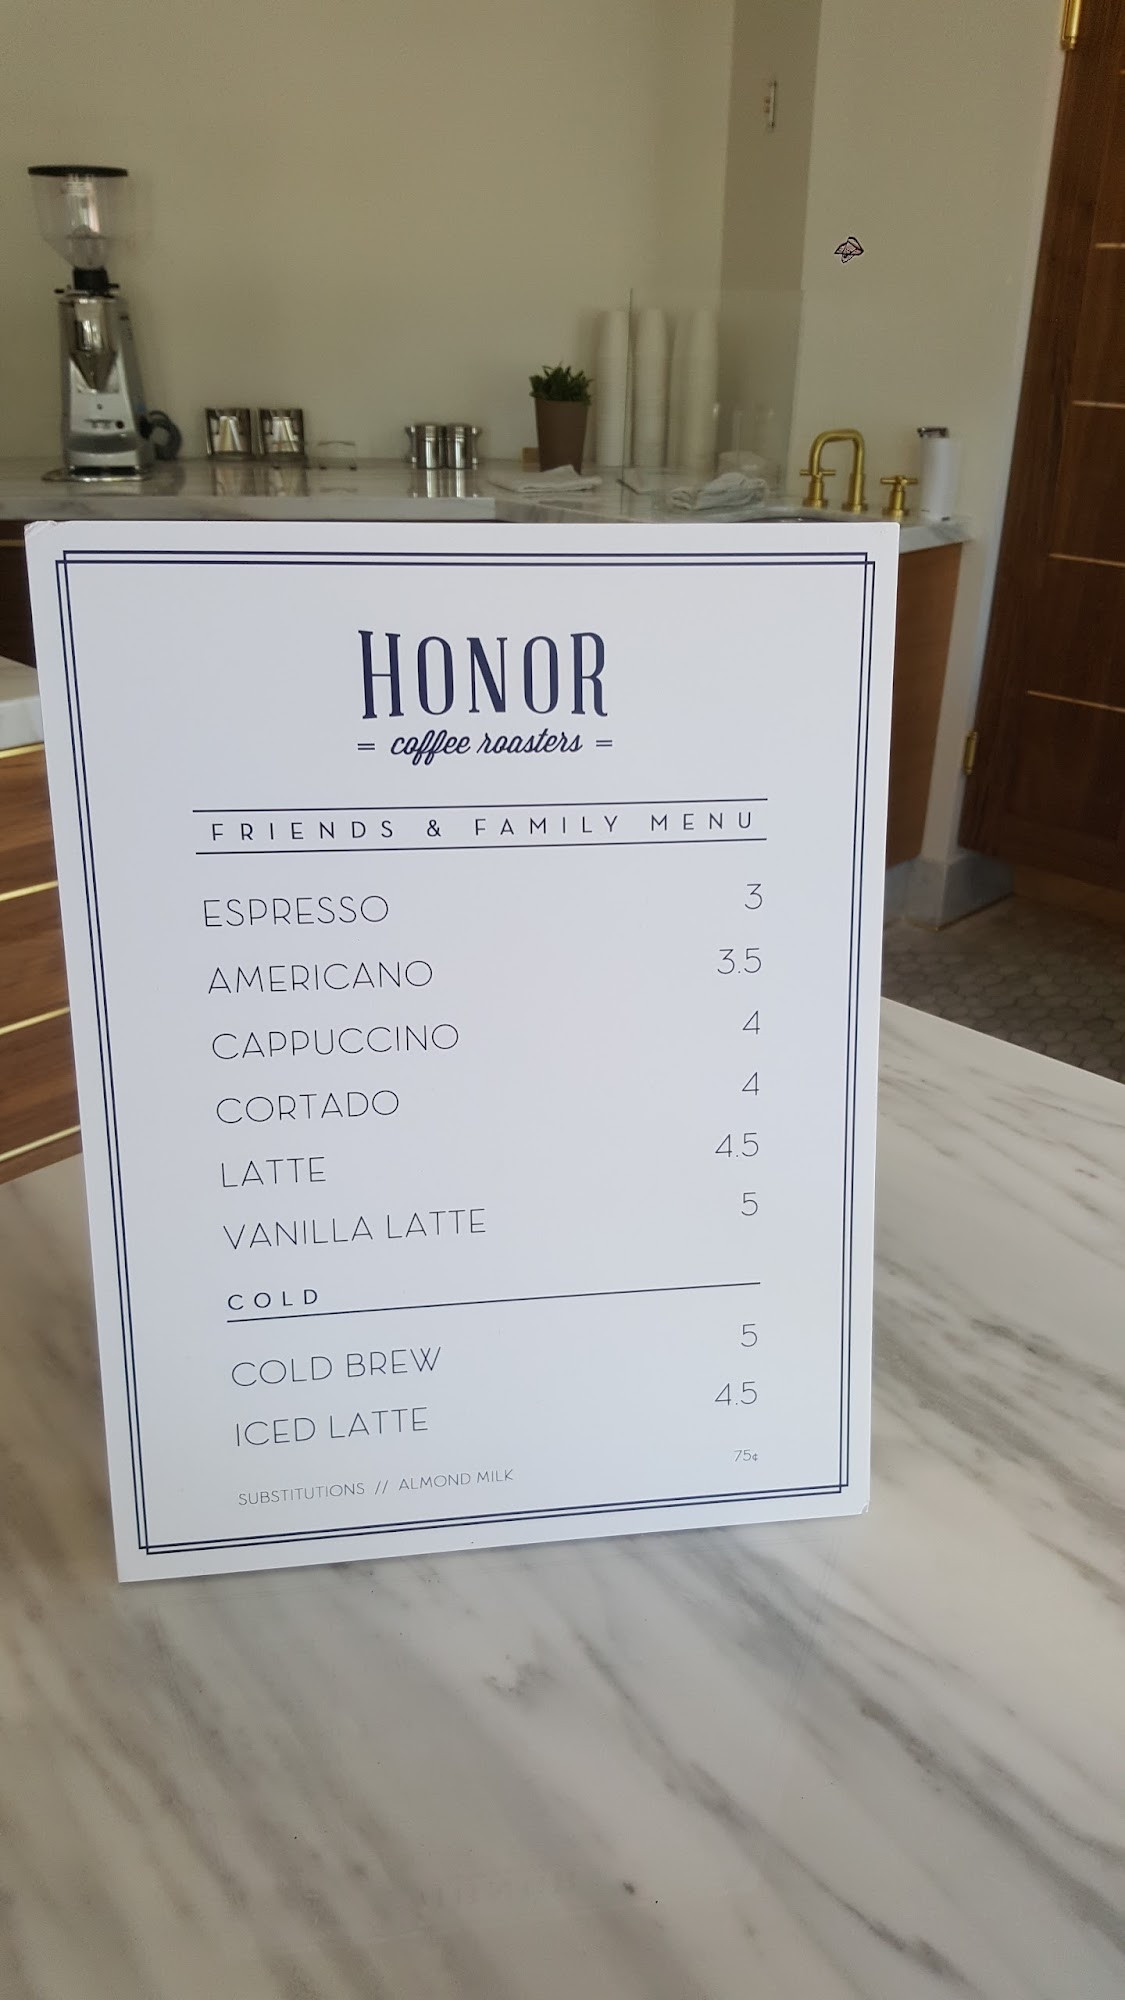 HONOR
= coffee roasters =
FRIENDS & FAMILY MENU
ESPRESSO 3
AMERICANO 3.5
CAPPUCCINO 4
CORTADO 4
LATTE 4.5
VANILLA LATTE 5
COLD
COLD BREW 5
ICED LATTE 4.5
SUBSTITUTIONS // ALMOND MILK 75¢